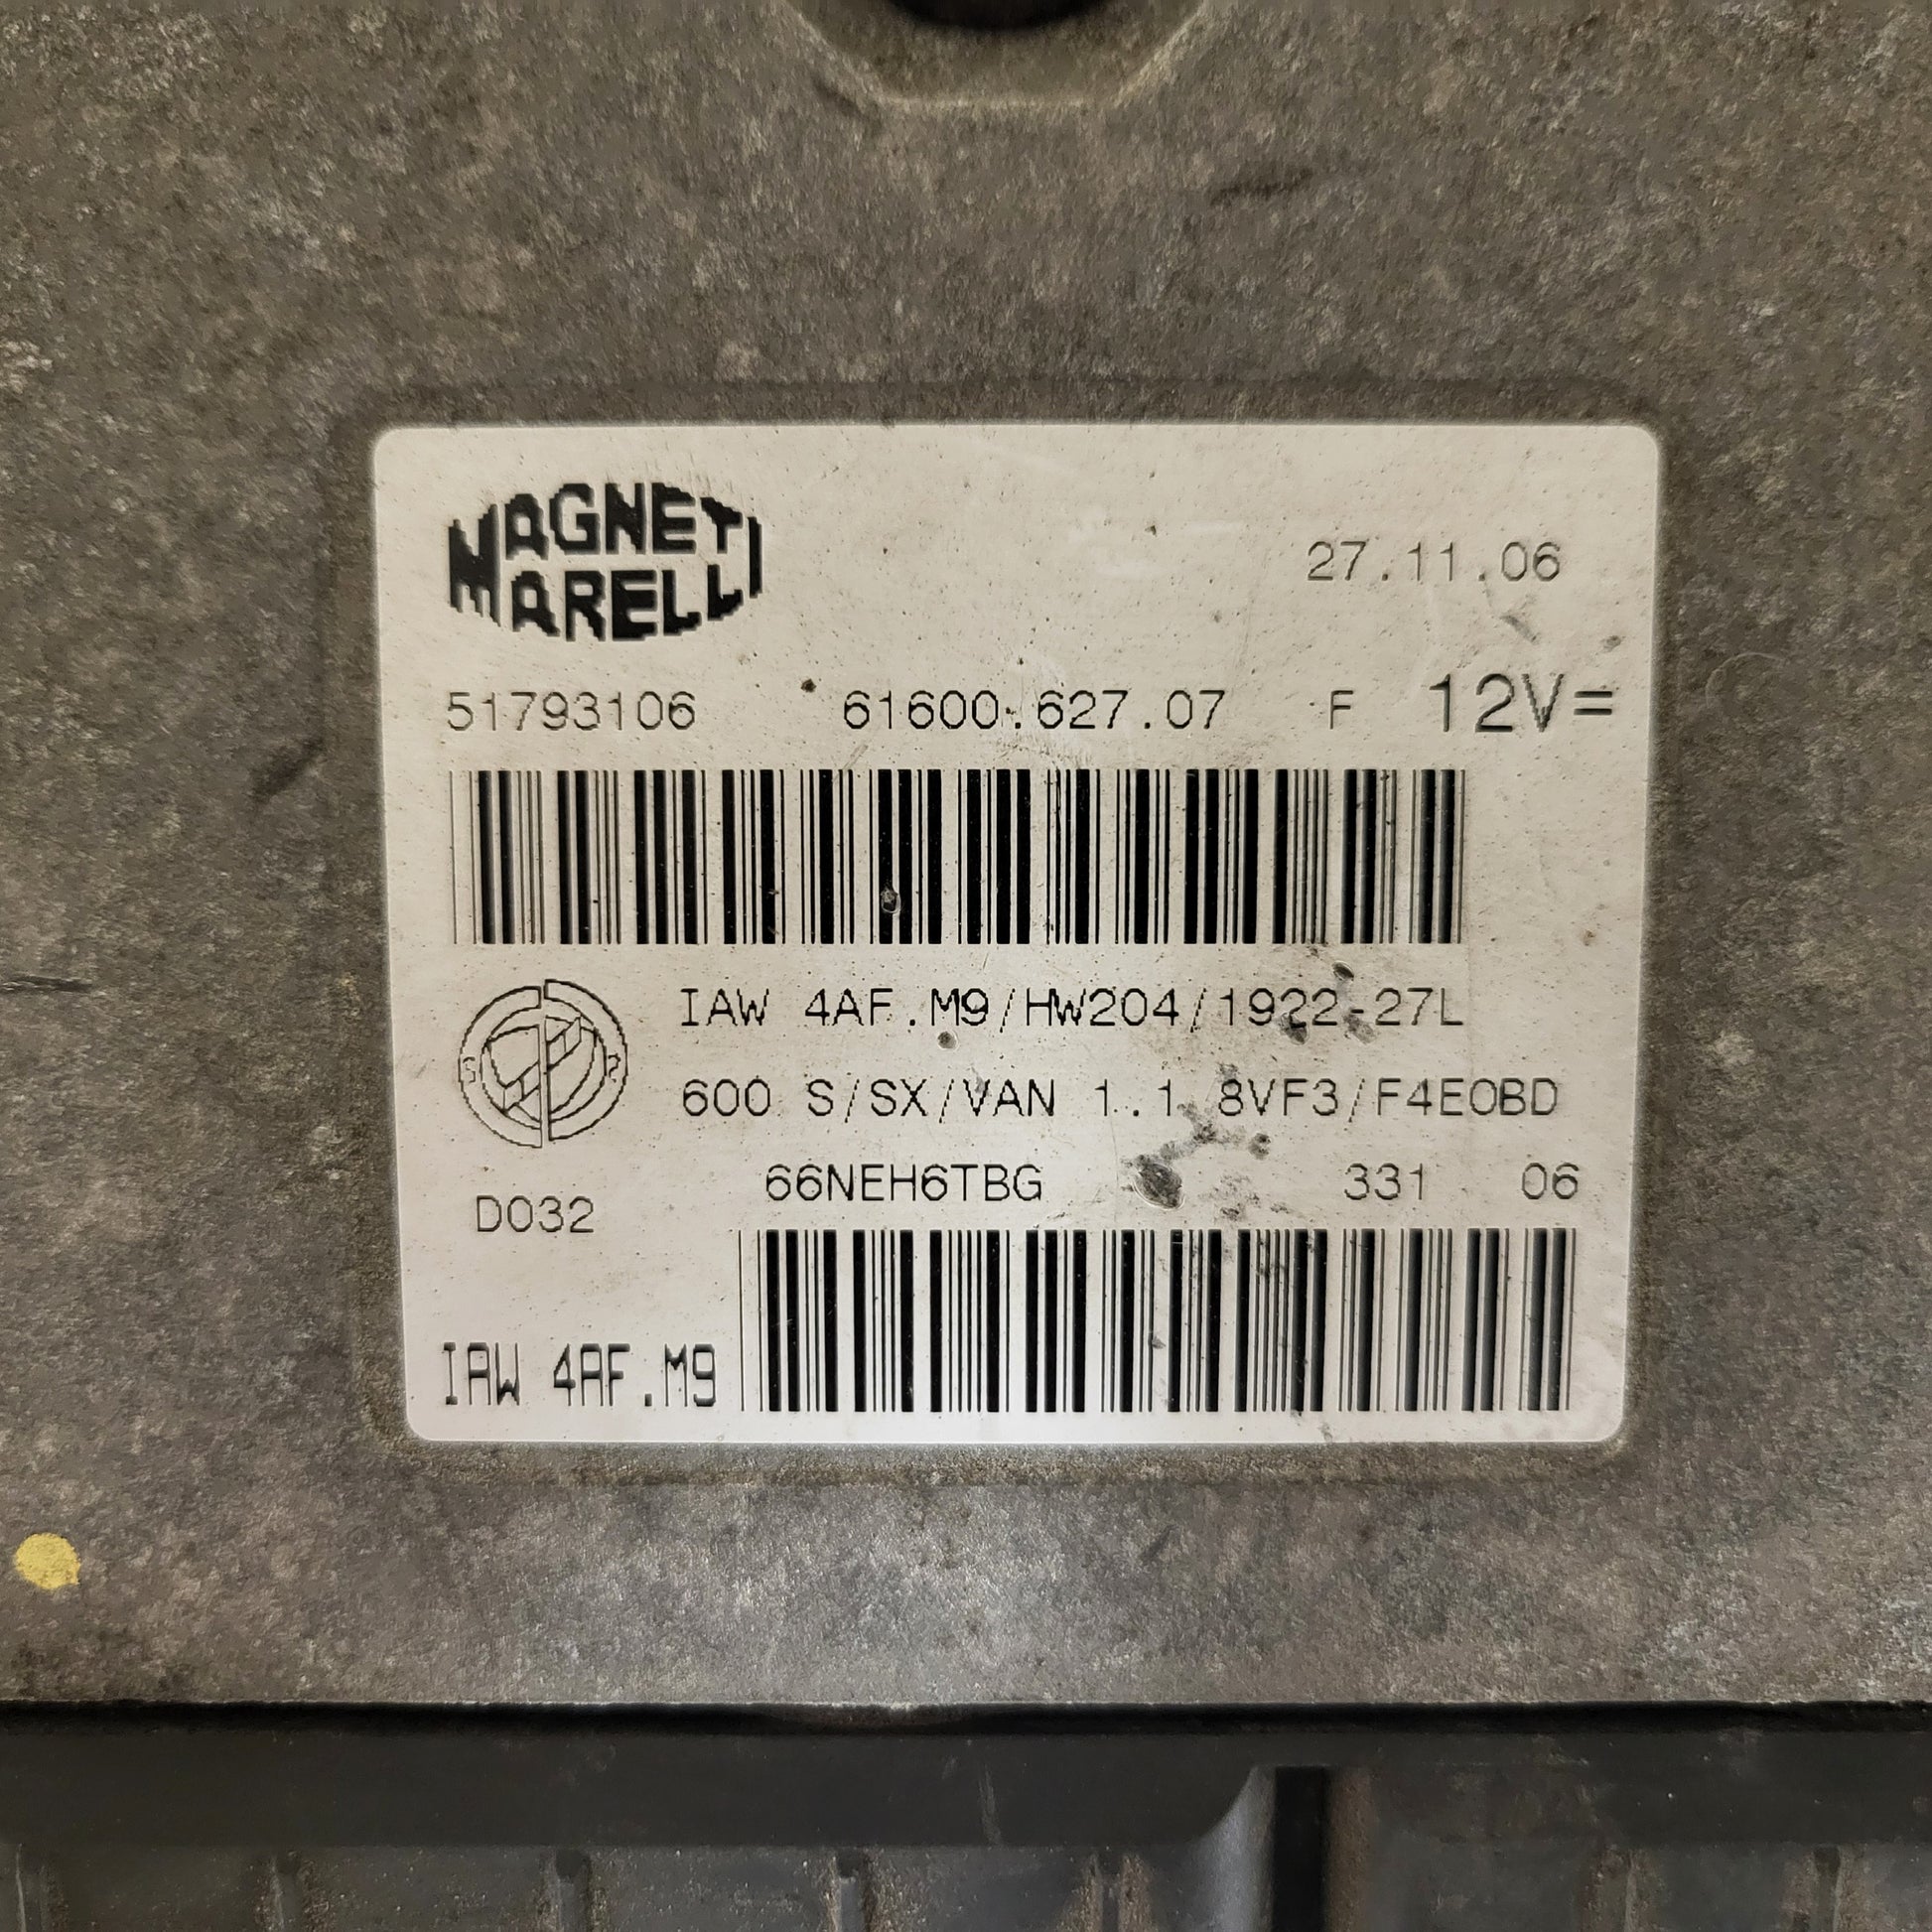 MAGNETI
MARELLI
27.11.06
51793106 61600.627.07 F 12V=
IAW 4AF.M9/HW204/1922-27L
600 S/SX/VAN 1.1 8VF3/F4EOBD
66NEH6TBG 331 06
D032
IAW 4AF.M9